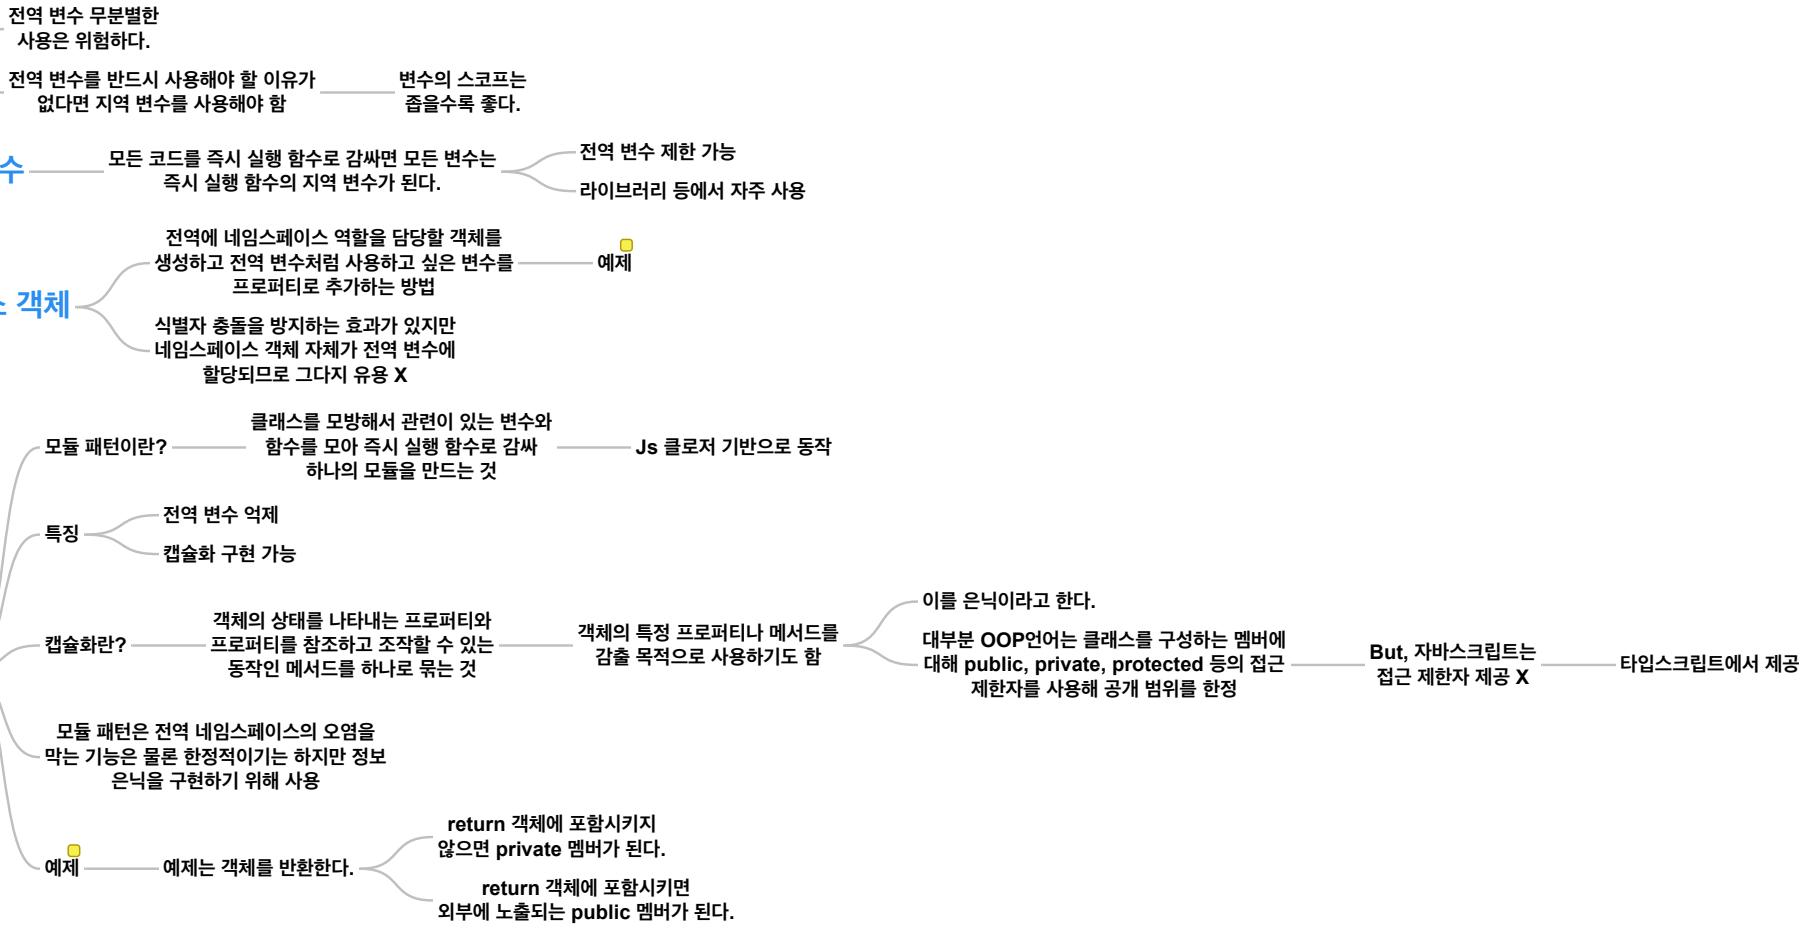 전역 변수 무분별한
사용은 위험하다.
전역 변수를 반드시 사용해야 할 이유가
없다면 지역 변수를 사용해야 함
변수의 스코프는
좁을수록 좋다.
수
모든 코드를 즉시 실행 함수로 감싸면 모든 변수는
즉시 실행 함수의 지역 변수가 된다.
전역 변수 제한 가능
라이브러리 등에서 자주 사용
객체
전역에 네임스페이스 역할을 담당할 객체를
생성하고 전역 변수처럼 사용하고 싶은 변수를
프로퍼티로 추가하는 방법
예제
식별자 충돌을 방지하는 효과가 있지만
네임스페이스 객체 자체가 전역 변수에
할당되므로 그다지 유용 X
모듈 패턴이란?
클래스를 모방해서 관련이 있는 변수와
함수를 모아 즉시 실행 함수로 감싸
하나의 모듈을 만드는 것
Js 클로저 기반으로 동작
특징
전역 변수 억제
캡슐화 구현 가능
캡슐화란?
객체의 상태를 나타내는 프로퍼티와
프로퍼티를 참조하고 조작할 수 있는
동작인 메서드를 하나로 묶는 것
객체의 특정 프로퍼티나 메서드를
감출 목적으로 사용하기도 함
이를 은닉이라고 한다.
대부분 OOP언어는 클래스를 구성하는 멤버에
대해 public, private, protected 등의 접근
제한자를 사용해 공개 범위를 한정
But, 자바스크립트는
접근 제한자 제공 X
타입스크립트에서 제공
모듈 패턴은 전역 네임스페이스의 오염을
막는 기능은 물론 한정적이기는 하지만 정보
은닉을 구현하기 위해 사용
예제
예제는 객체를 반환한다.
return 객체에 포함시키지
않으면 private 멤버가 된다.
return 객체에 포함시키면
외부에 노출되는 public 멤버가 된다.